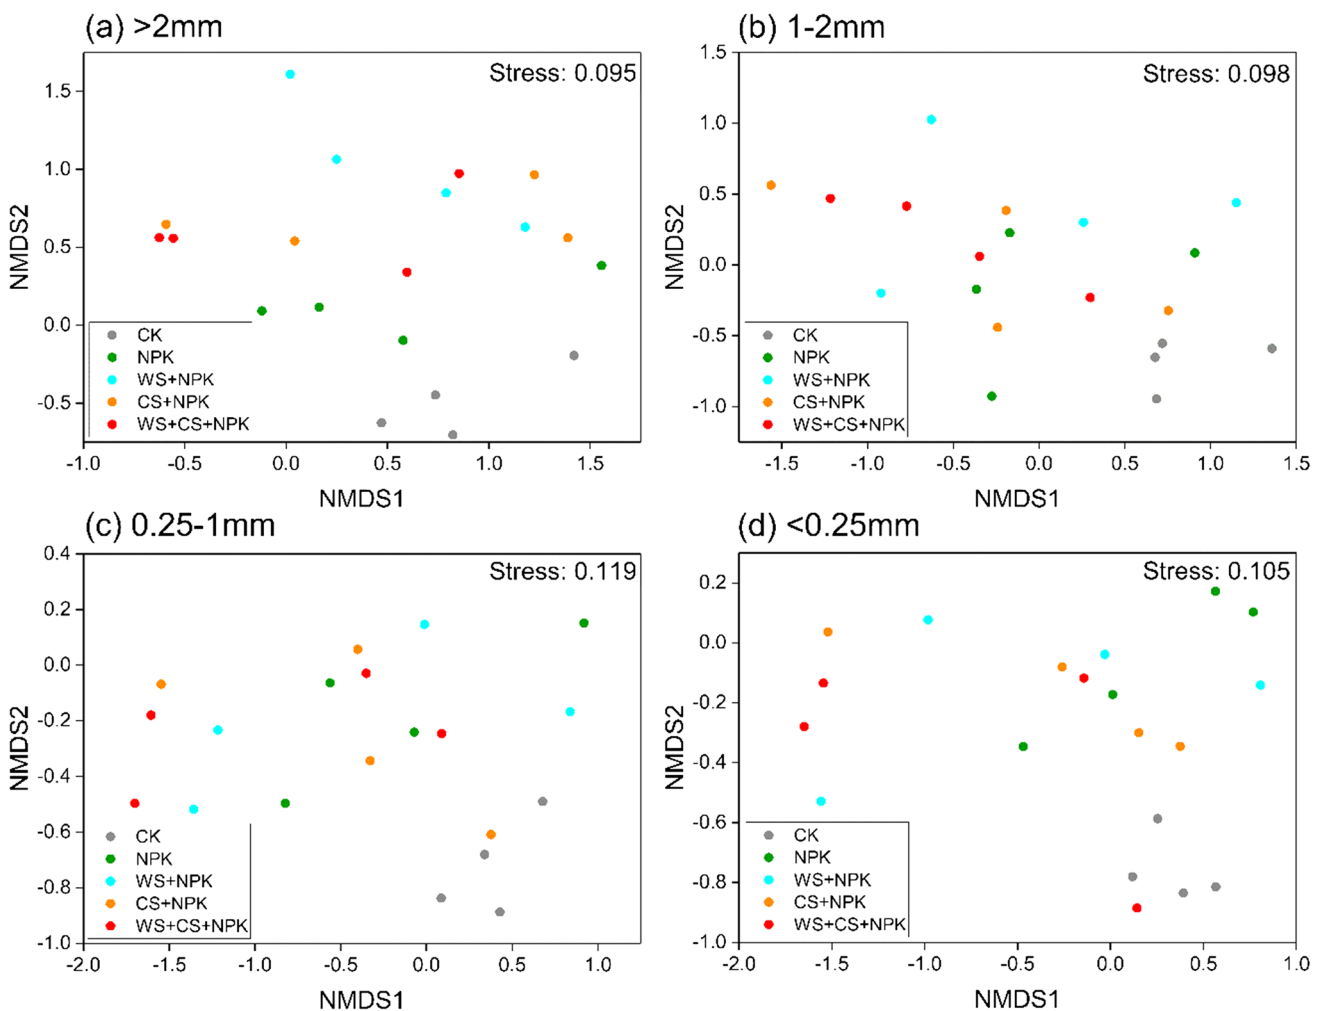 (a) >2mm
Stress: 0.095
1.5
1.0
0.5
0.0
-0.5
NMDS2
CK
NPK
WS+NPK
CS+NPK
WS+CS+NPK
-1.0 -0.5 0.0 0.5 1.0 1.5
NMDS1
(b) 1-2mm
Stress: 0.098
1.5
1.0
0.5
0.0
-0.5
-1.0
NMDS2
CK
NPK
WS+NPK
CS+NPK
WS+CS+NPK
-1.5 -1.0 -0.5 0.0 0.5 1.0 1.5
NMDS1
(c) 0.25-1mm
Stress: 0.119
0.4
0.2
0.0
-0.2
-0.4
-0.6
-0.8
-1.0
NMDS2
CK
NPK
WS+NPK
CS+NPK
WS+CS+NPK
-2.0 -1.5 -1.0 -0.5 0.0 0.5 1.0
NMDS1
(d) <0.25mm
Stress: 0.105
0.2
0.0
-0.2
-0.4
-0.6
-0.8
-1.0
NMDS2
CK
NPK
WS+NPK
CS+NPK
WS+CS+NPK
-2.0 -1.5 -1.0 -0.5 0.0 0.5 1.0
NMDS1